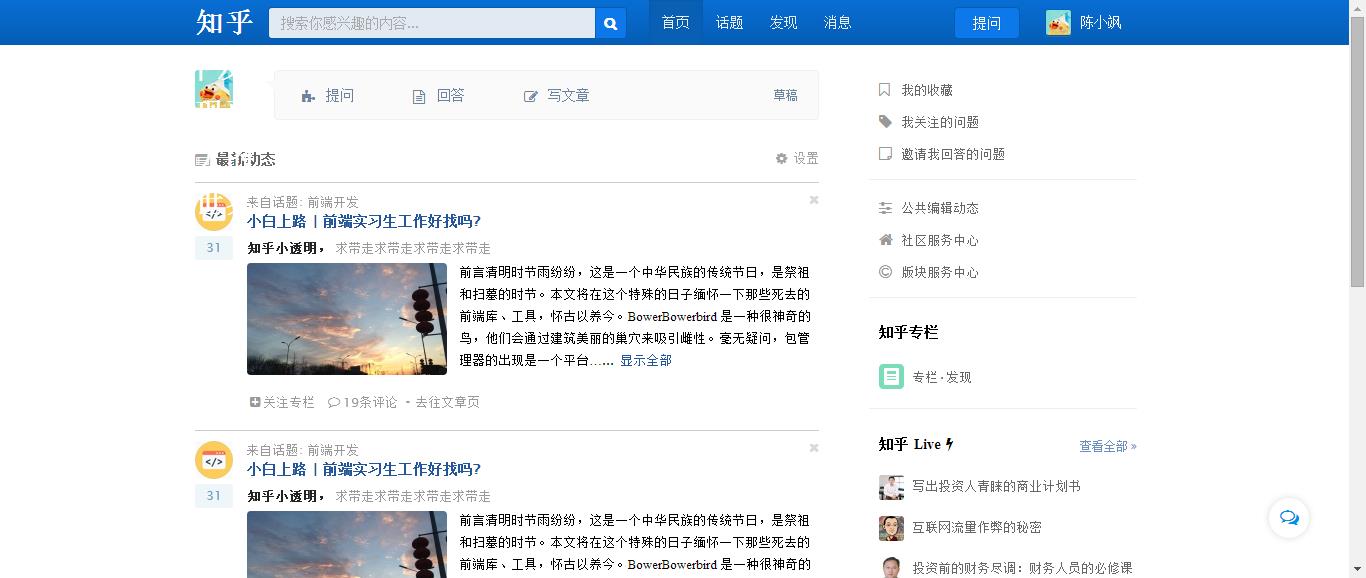 知乎 搜索你感兴趣的内容... 首页 话题 发现 消息 提问 陈小飒
提问 回答 写文章 草稿
最新动态 设置
来自话题: 前端开发
小白上路丨前端实习生工作好找吗?
31 知乎小透明， 求带走求带走求带走求带走
前言清明时节雨纷纷，这是一个中华民族的传统节日，是祭祖
和扫墓的时节。本文将在这个特殊的日子缅怀一下那些死去的
前端库、工具，怀古以养今。BowerBowerbird 是一种很神奇的
鸟，他们会通过建筑美丽的巢穴来吸引雌性。毫无疑问，包管
理器的出现是一个平台…… 显示全部
关注专栏 19条评论 · 去往文章页
来自话题: 前端开发
小白上路丨前端实习生工作好找吗?
31 知乎小透明， 求带走求带走求带走求带走
前言清明时节雨纷纷，这是一个中华民族的传统节日，是祭祖
和扫墓的时节。本文将在这个特殊的日子缅怀一下那些死去的
前端库、工具，怀古以养今。BowerBowerbird 是一种很神奇的
我的收藏
我关注的问题
邀请我回答的问题
公共编辑动态
社区服务中心
版块服务中心
知乎专栏
专栏 · 发现
知乎 Live 查看全部 »
写出投资人青睐的商业计划书
互联网流量作弊的秘密
投资前的财务尽调：财务人员的必修课